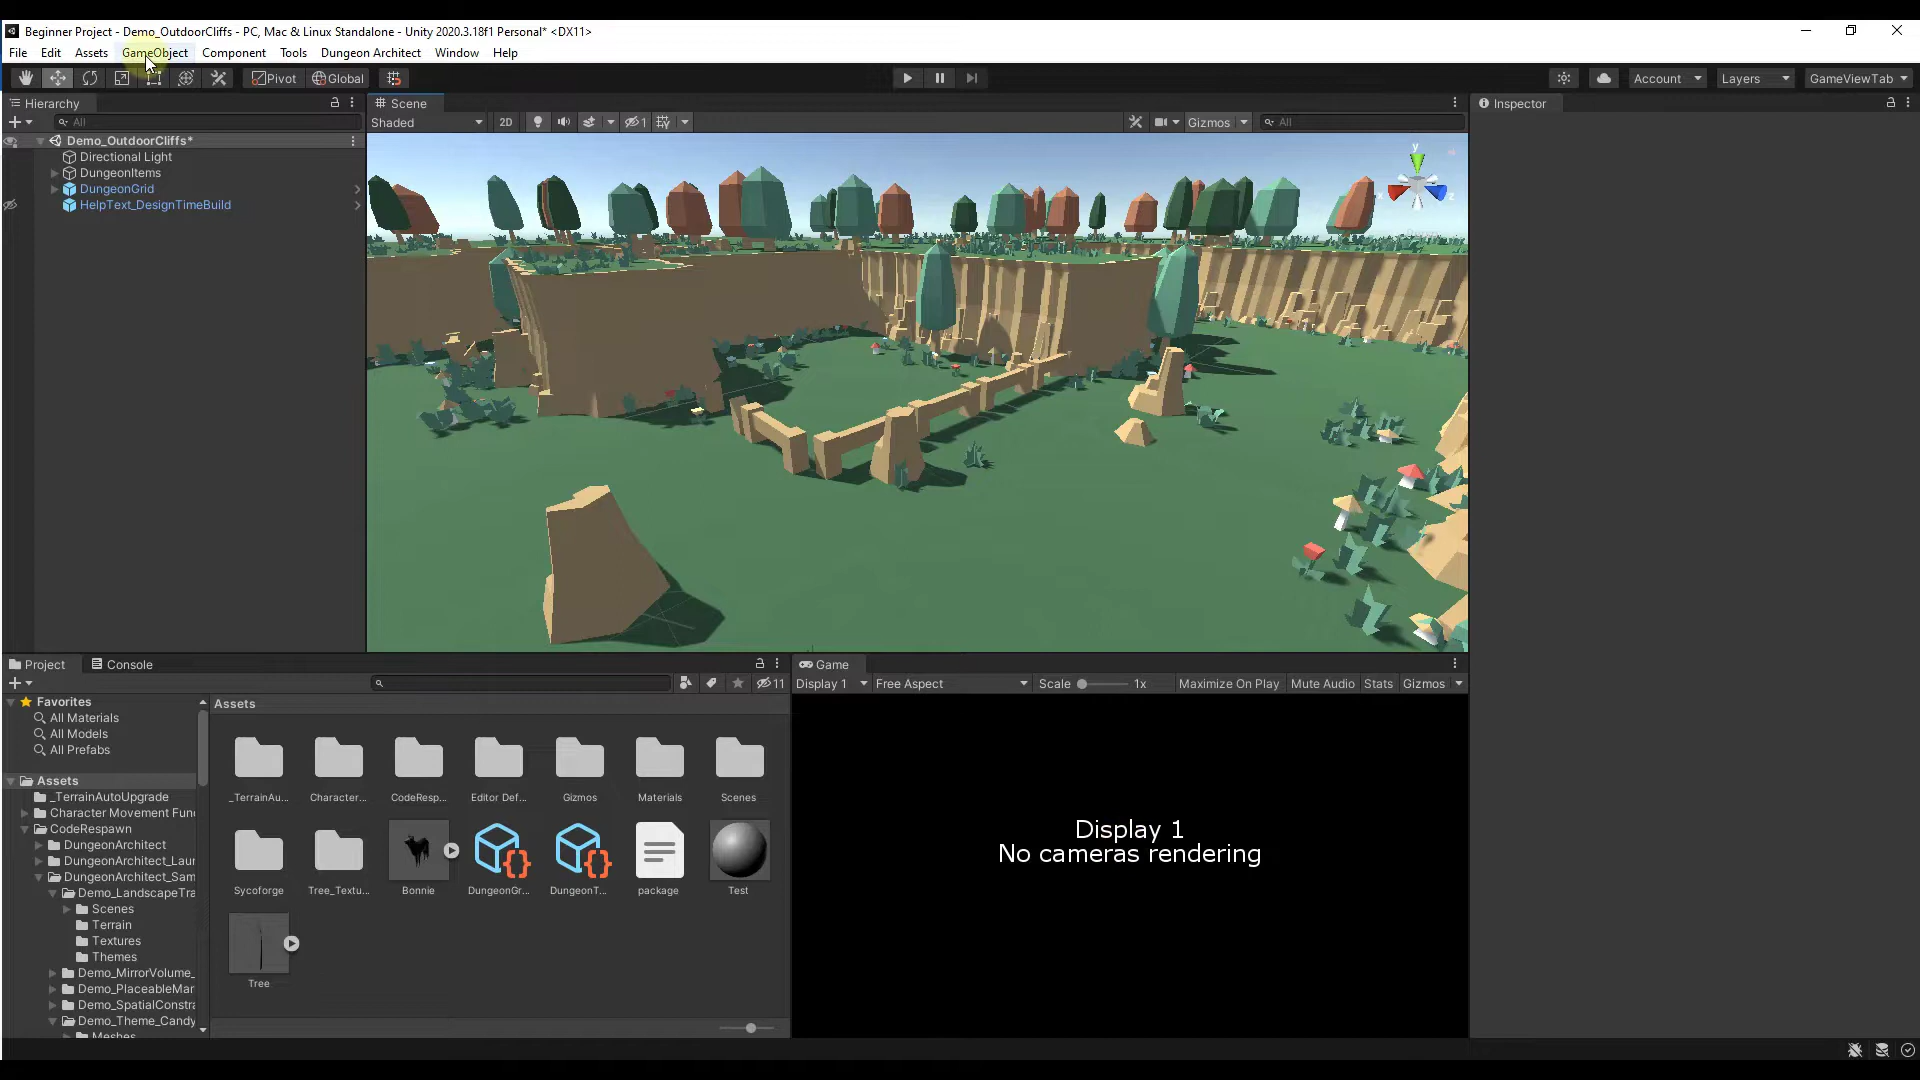 Beginner Project - Demo_OutdoorCliffs - PC, Mac & Linux Standalone - Unity 2020.3.18f1 Personal* <DX11>
File Edit Assets GameObject Component Tools Dungeon Architect Window Help
Pivot Global Account Layers GameViewTab
Hierarchy
All
Demo_OutdoorCliffs*
Directional Light
DungeonItems
DungeonGrid
HelpText_DesignTimeBuild
Scene
Shaded 2D 1 Gizmos All
y
x z
Inspector
Project Console
11
Favorites
All Materials
All Models
All Prefabs
Assets
_TerrainAutoUpgrade
Character Movement Fun
CodeRespawn
DungeonArchitect
DungeonArchitect_Lau
DungeonArchitect_Sam
Demo_LandscapeTra
Scenes
Terrain
Textures
Themes
Demo_MirrorVolume_
Demo_PlaceableMar
Demo_SpatialConstra
Demo_Theme_Candy
Meshes
Assets
_TerrainAu... Character... CodeResp... Editor Def... Gizmos Materials Scenes
Sycoforge Tree_Textu... Bonnie DungeonGr... DungeonT... package Test
Tree
Game
Display 1 Free Aspect Scale 1x Maximize On Play Mute Audio Stats Gizmos
Display 1
No cameras rendering